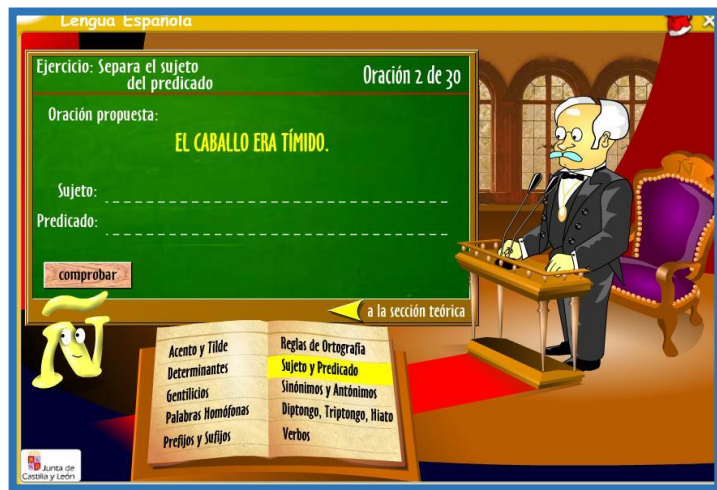 Lengua Española
Ejercicio: Separa el sujeto
del predicado
Oración 2 de 30
Oración propuesta:
EL CABALLO ERA TÍMIDO.
Sujeto:
Predicado:
comprobar
a la sección teórica
Acento y Tilde
Determinantes
Gentilicios
Palabras Homófonas
Prefijos y Sufijos
Reglas de Ortografía
Sujeto y Predicado
Sinónimos y Antónimos
Diptongo, Triptongo, Hiato
Verbos
Ñ
Junta de
Castilla y León